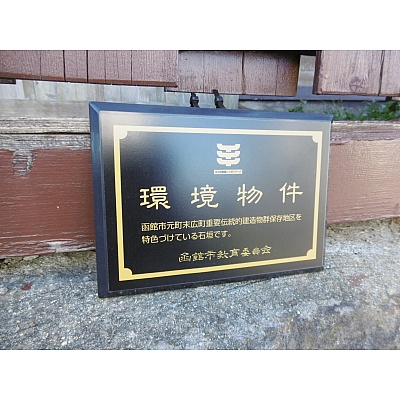 環境物件
函館市元町末広町重要伝統的建造物群保存地区を
特色づけている石垣です。
函館市教育委員会